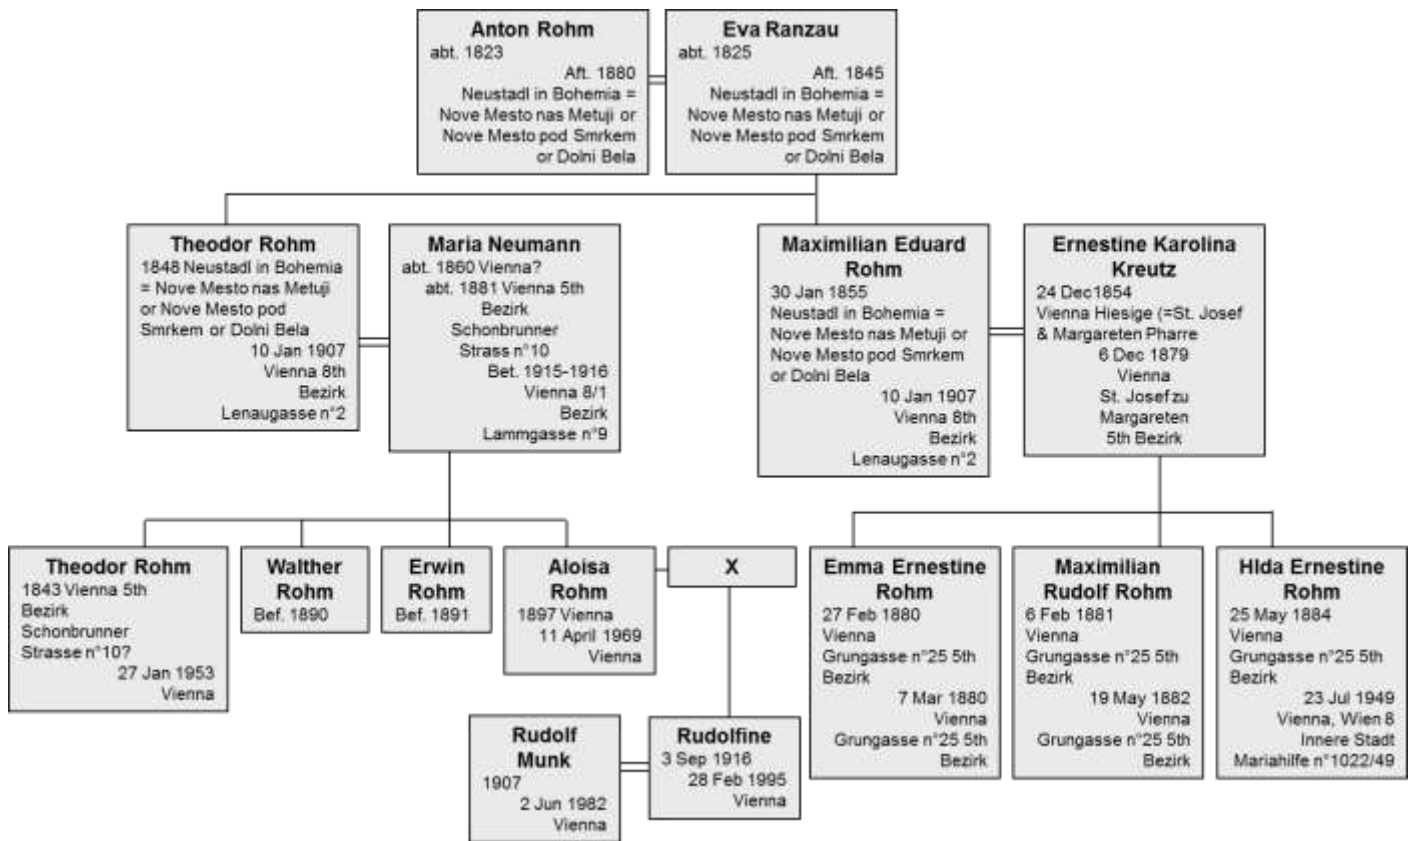 Anton Rohm
abt. 1823
Aft. 1880
Neustadl in Bohemia =
Nove Mesto nas Metuji or
Nove Mesto pod Smrkem
or Dolni Bela
Eva Ranzau
abt. 1825
Aft. 1845
Neustadl in Bohemia =
Nove Mesto nas Metuji or
Nove Mesto pod Smrkem
or Dolni Bela
Theodor Rohm
1848 Neustadl in Bohemia
= Nove Mesto nas Metuji
or Nove Mesto pod
Smrkem or Dolni Bela
10 Jan 1907
Vienna 8th
Bezirk
Lenaugasse n°2
Maria Neumann
abt. 1860 Vienna?
abt. 1881 Vienna 5th
Bezirk
Schonbrunner
Strass n°10
Bet. 1915-1916
Vienna 8/1
Bezirk
Lammgasse n°9
Maximilian Eduard
Rohm
30 Jan 1855
Neustadl in Bohemia =
Nove Mesto nas Metuji or
Nove Mesto pod Smrkem
or Dolni Bela
10 Jan 1907
Vienna 8th
Bezirk
Lenaugasse n°2
Ernestine Karolina
Kreutz
24 Dec1854
Vienna Hiesige (=St. Josef
& Margareten Pharre
6 Dec 1879
Vienna
St. Josef zu
Margareten
5th Bezirk
Theodor Rohm
1843 Vienna 5th
Bezirk
Schonbrunner
Strasse n°10?
27 Jan 1953
Vienna
Walther
Rohm
Bef. 1890
Erwin
Rohm
Bef. 1891
Aloisa
Rohm
1897 Vienna
11 April 1969
Vienna
X
Emma Ernestine
Rohm
27 Feb 1880
Vienna
Grungasse n°25 5th
Bezirk
7 Mar 1880
Vienna
Grungasse n°25 5th
Bezirk
Maximilian
Rudolf Rohm
6 Feb 1881
Vienna
Grungasse n°25 5th
Bezirk
19 May 1882
Vienna
Grungasse n°25 5th
Bezirk
Hlda Ernestine
Rohm
25 May 1884
Vienna
Grungasse n°25 5th
Bezirk
23 Jul 1949
Vienna, Wien 8
Innere Stadt
Mariahilfe n°1022/49
Rudolf
Munk
1907
2 Jun 1982
Vienna
Rudolfine
3 Sep 1916
28 Feb 1995
Vienna